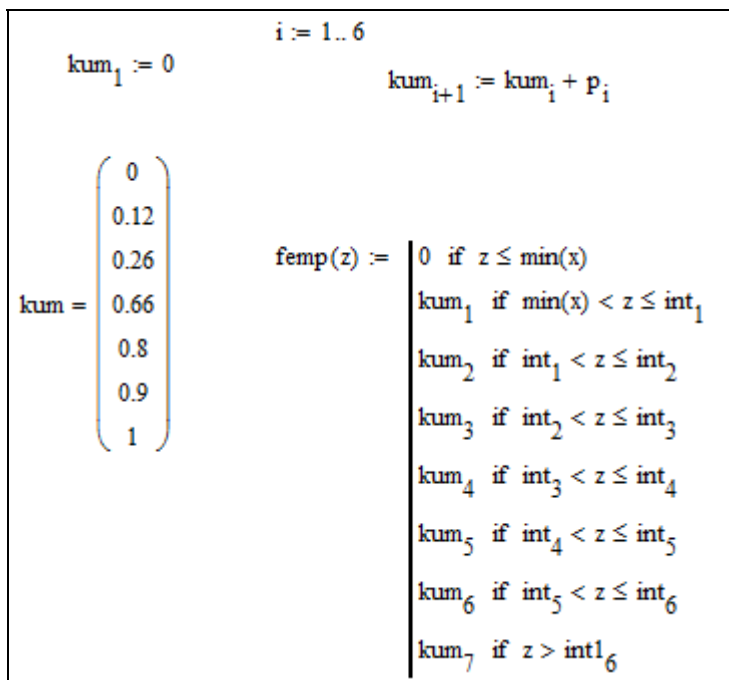 i := 1.. 6
kum₁ := 0
kumᵢ₊₁ := kumᵢ + pᵢ
kum =
0
0.12
0.26
0.66
0.8
0.9
1
femp(z) :=
0 if z ≤ min(x)
kum₁ if min(x) < z ≤ int₁
kum₂ if int₁ < z ≤ int₂
kum₃ if int₂ < z ≤ int₃
kum₄ if int₃ < z ≤ int₄
kum₅ if int₄ < z ≤ int₅
kum₆ if int₅ < z ≤ int₆
kum₇ if z > int1₆